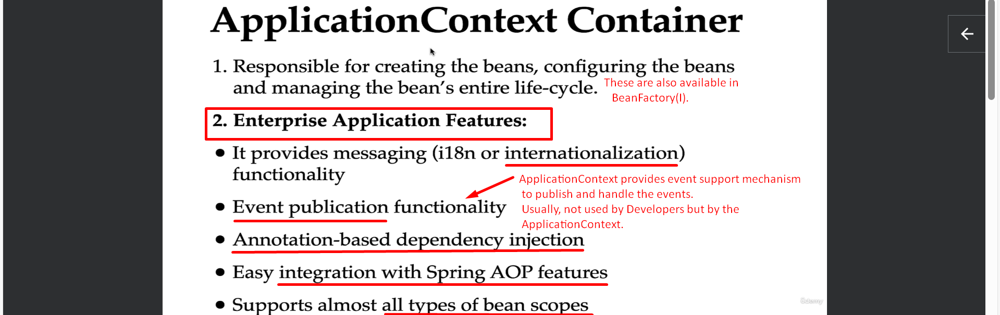 ApplicationContext Container
1. Responsible for creating the beans, configuring the beans
and managing the bean's entire life-cycle.
These are also available in
BeanFactory(I).
2. Enterprise Application Features:
• It provides messaging (i18n or internationalization)
functionality
ApplicationContext provides event support mechanism
to publish and handle the events.
Usually, not used by Developers but by the
ApplicationContext.
• Event publication functionality
• Annotation-based dependency injection
• Easy integration with Spring AOP features
• Supports almost all types of bean scopes
Udemy